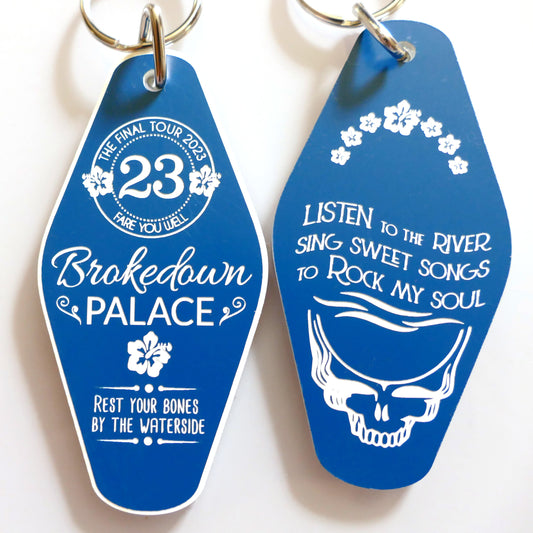 THE FINAL TOUR 2023
23
FARE YOU WELL
Brokedown
PALACE
REST YOUR BONES
BY THE WATERSIDE
LISTEN TO THE RIVER
SING SWEET SONGS
TO ROCK MY SOUL